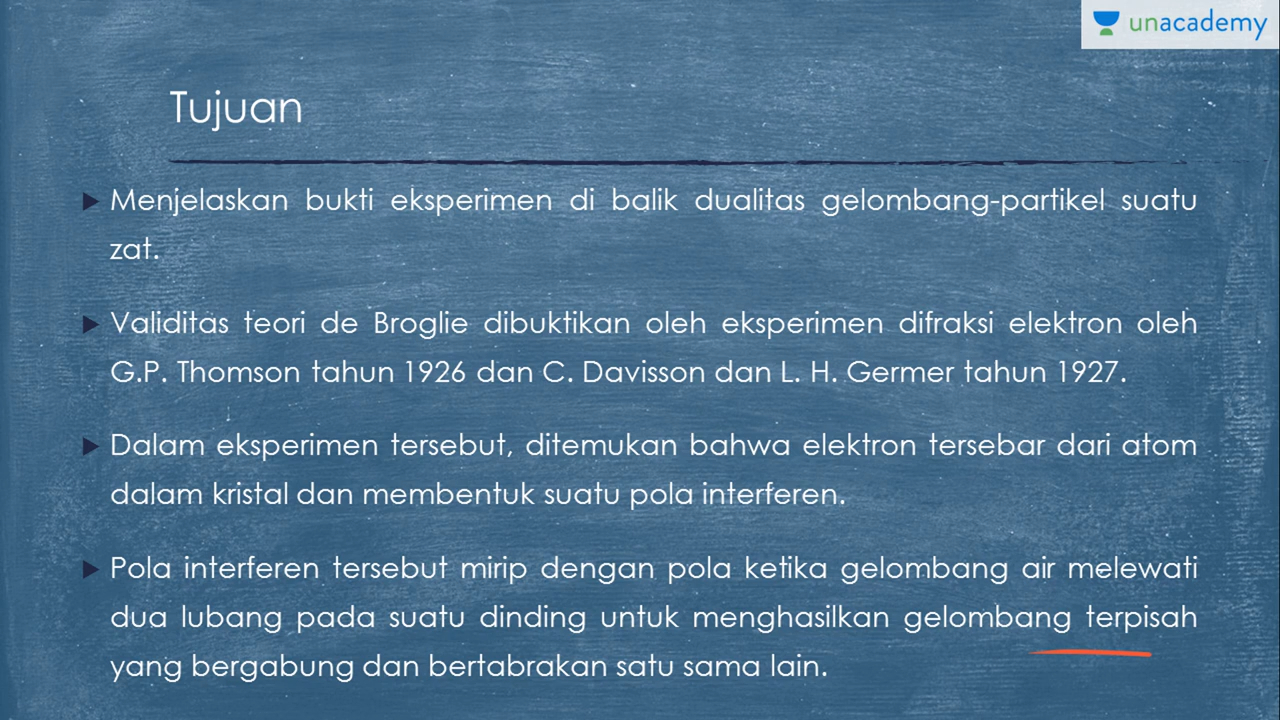 unacademy
Tujuan
Menjelaskan bukti eksperimen di balik dualitas gelombang-partikel suatu
zat.
Validitas teori de Broglie dibuktikan oleh eksperimen difraksi elektron oleh
G.P. Thomson tahun 1926 dan C. Davisson dan L. H. Germer tahun 1927.
Dalam eksperimen tersebut, ditemukan bahwa elektron tersebar dari atom
dalam kristal dan membentuk suatu pola interferen.
Pola interferen tersebut mirip dengan pola ketika gelombang air melewati
dua lubang pada suatu dinding untuk menghasilkan gelombang terpisah
yang bergabung dan bertabrakan satu sama lain.